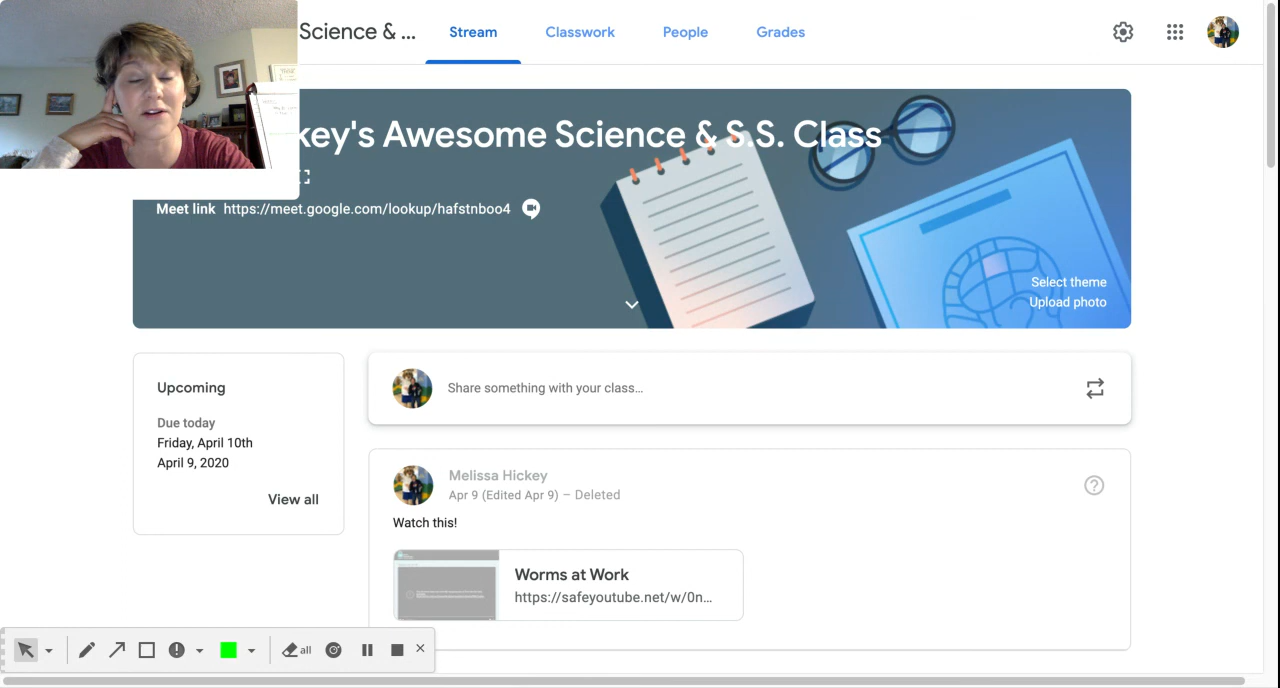 Science & ...
Stream
Classwork
People
Grades
key's Awesome Science & S.S. Class
Meet link https://meet.google.com/lookup/hafstnboo4
Select theme
Upload photo
Upcoming
Due today
Friday, April 10th
April 9, 2020
View all
Share something with your class...
Melissa Hickey
Apr 9 (Edited Apr 9) – Deleted
Watch this!
Worms at Work
https://safeyoutube.net/w/0n...
all